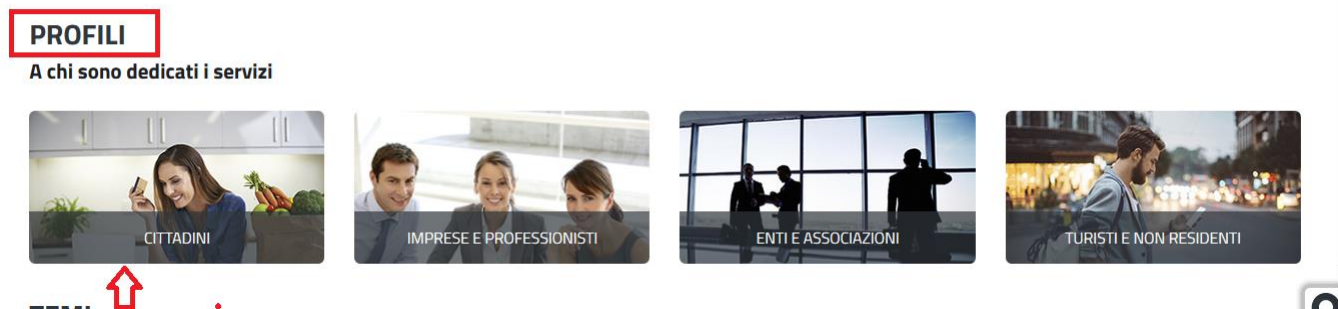 PROFILI
A chi sono dedicati i servizi
CITTADINI
IMPRESE E PROFESSIONISTI
ENTI E ASSOCIAZIONI
TURISTI E NON RESIDENTI